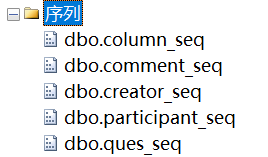 序列
dbo.column_seq
dbo.comment_seq
dbo.creator_seq
dbo.participant_seq
dbo.ques_seq